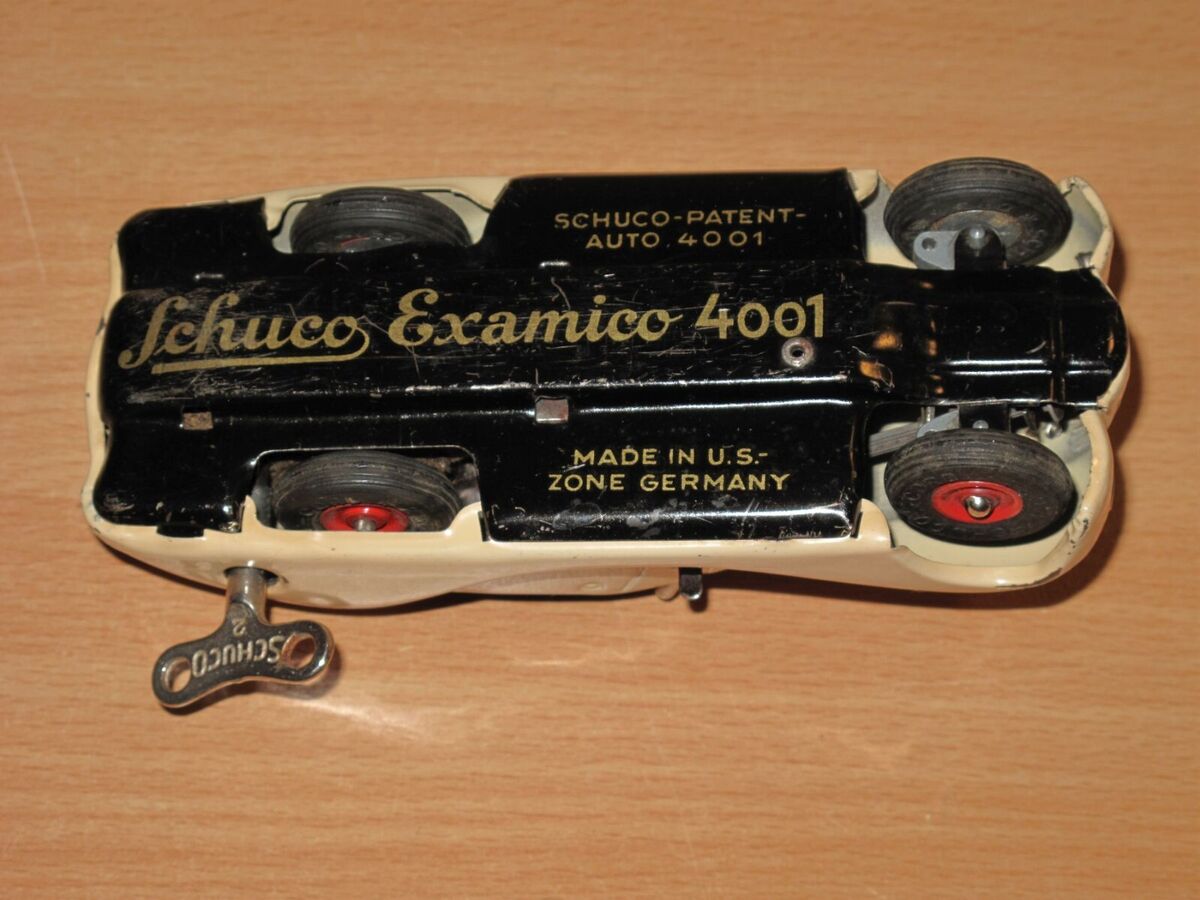 SCHUCO-PATENT-
AUTO 4001
Schuco Examico 4001
MADE IN U.S.-
ZONE GERMANY
SCHUCO
2